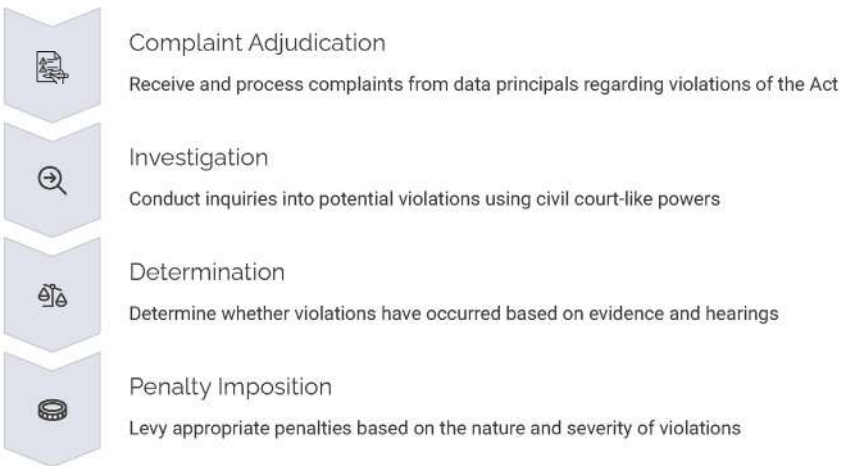 Complaint Adjudication
Receive and process complaints from data principals regarding violations of the Act
Investigation
Conduct inquiries into potential violations using civil court-like powers
Determination
Determine whether violations have occurred based on evidence and hearings
Penalty Imposition
Levy appropriate penalties based on the nature and severity of violations